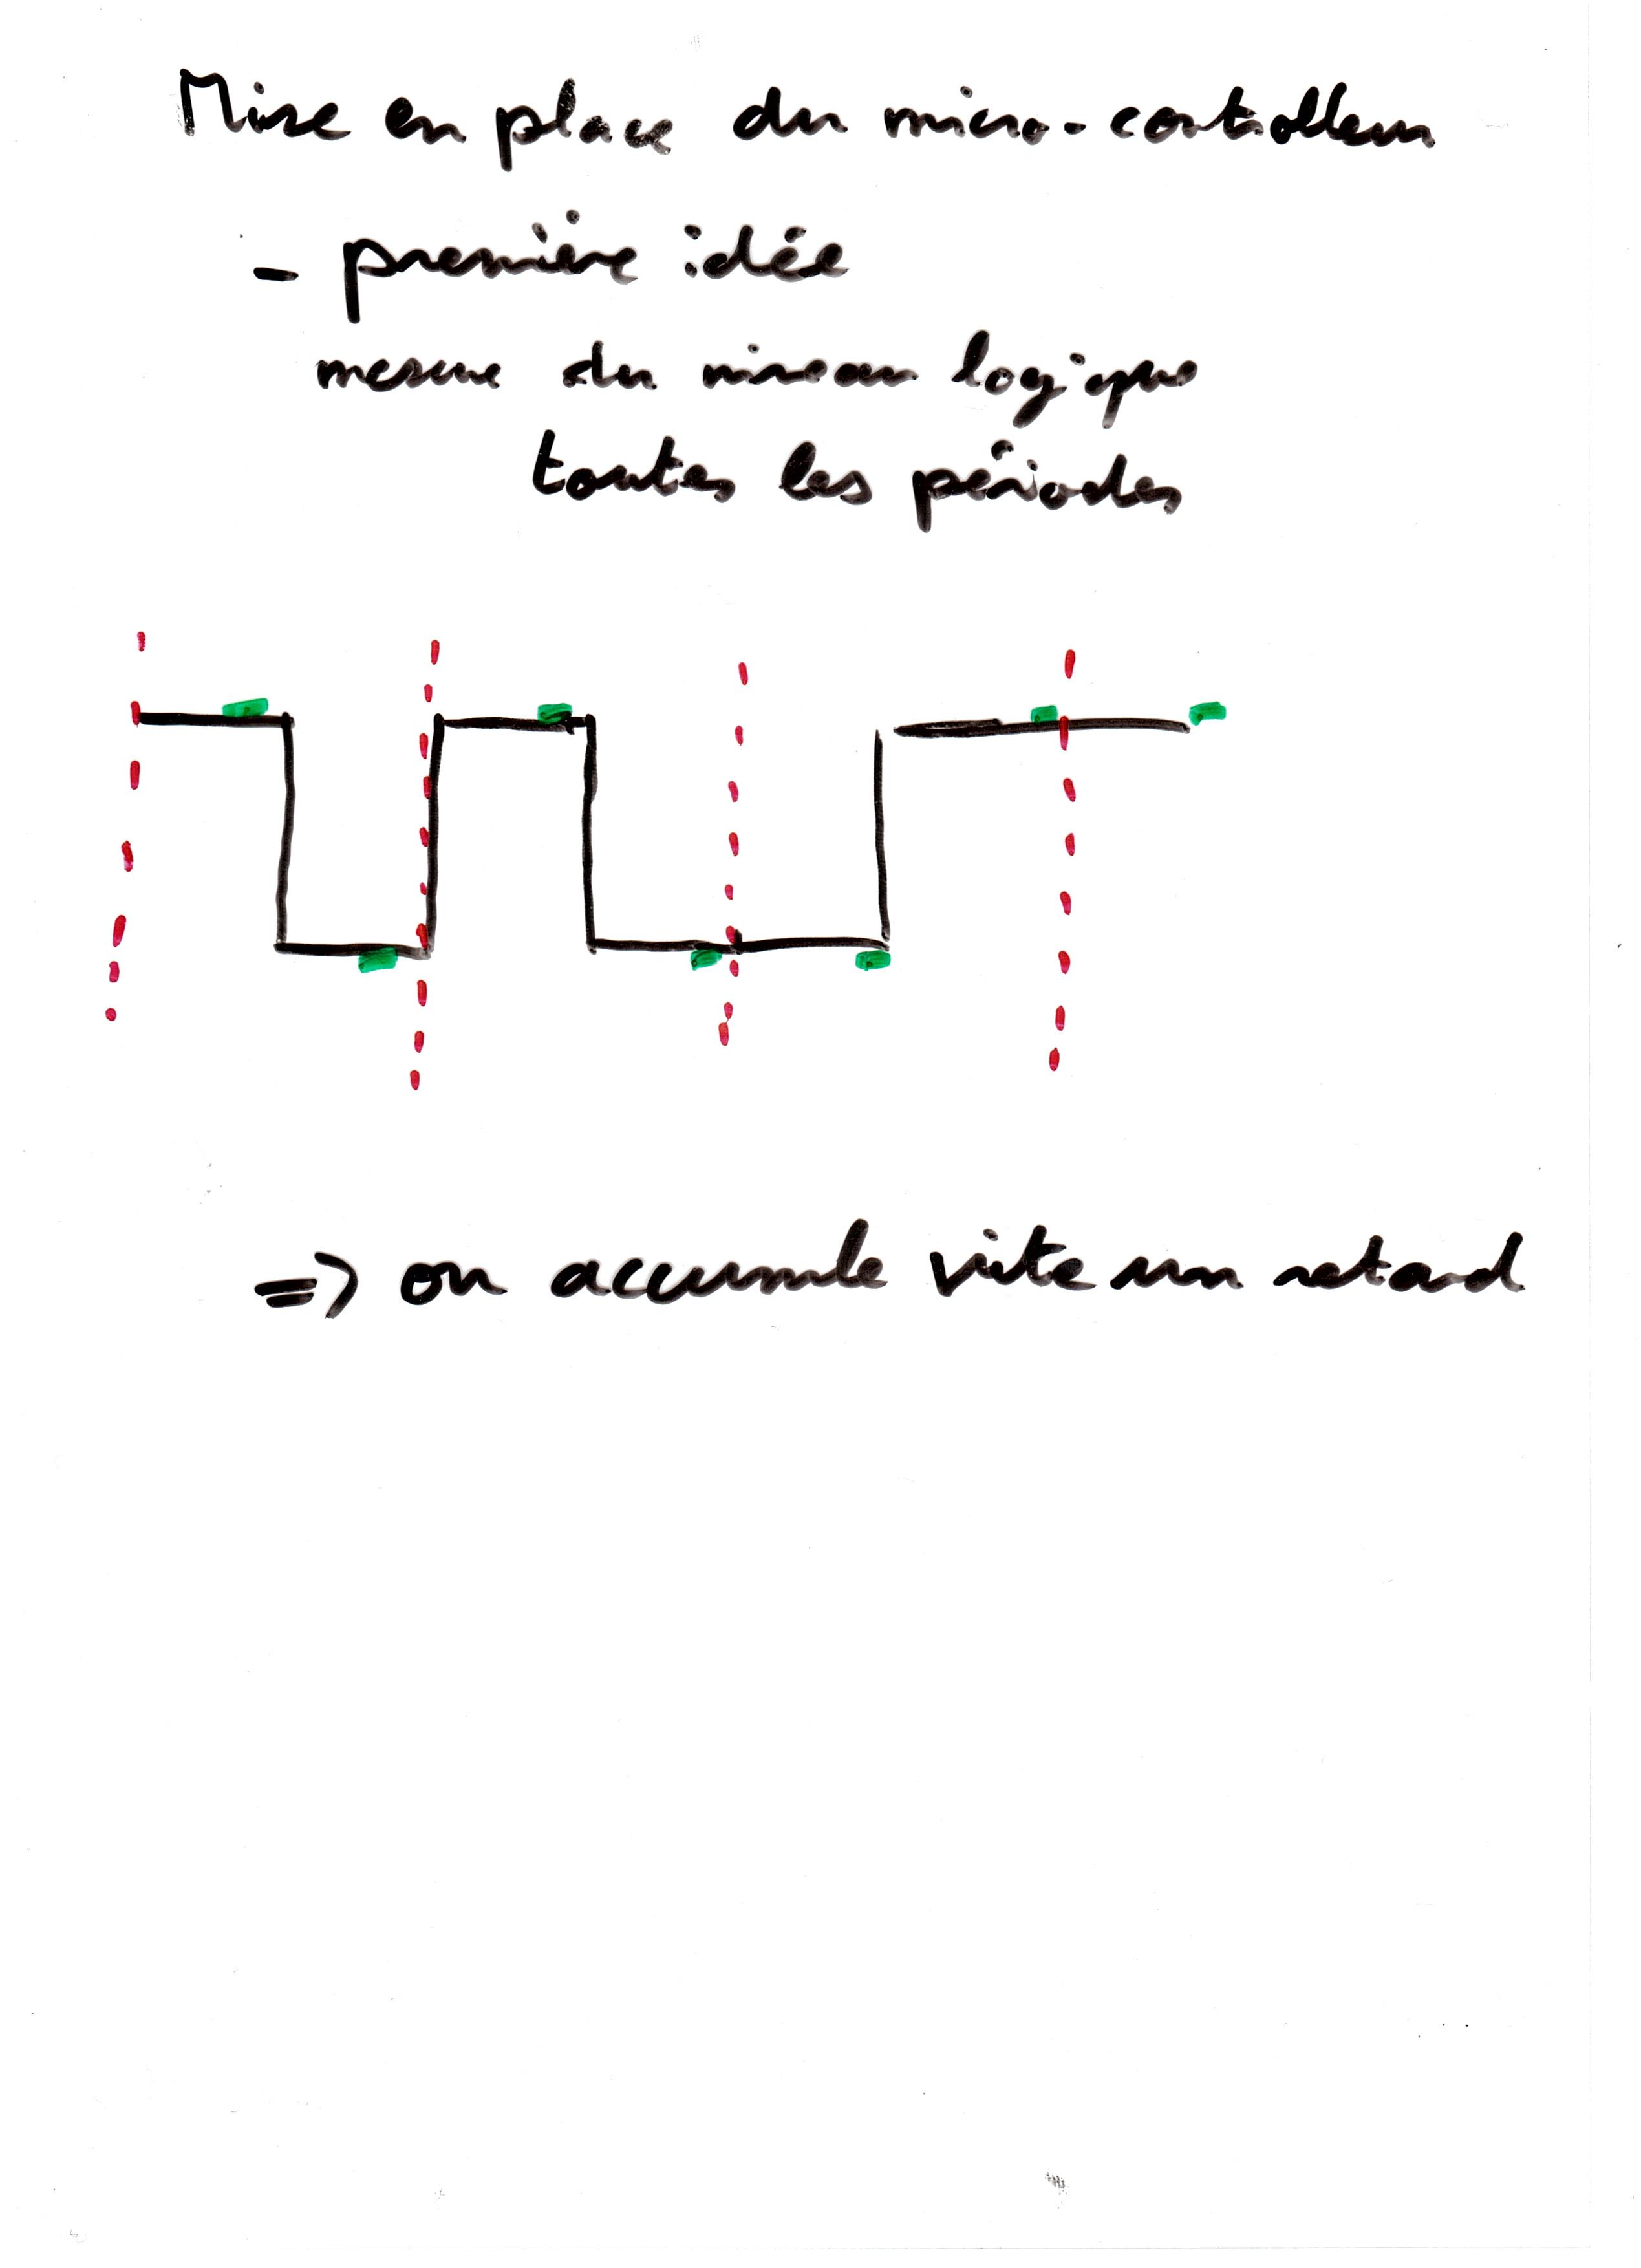 Mise en place du micro-controlleur
- première idée
mesure du niveau logique
toutes les périodes
=> on accumule vite un retard